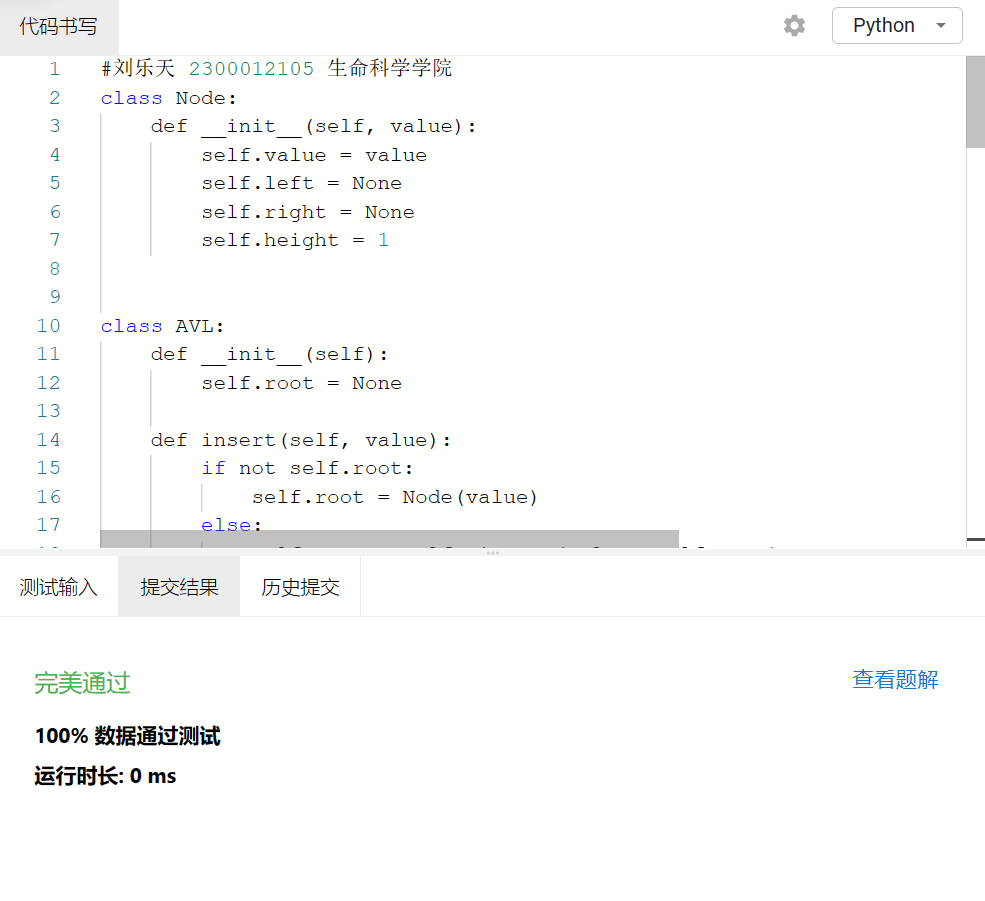 代码书写
Python
1 #刘乐天 2300012105 生命科学学院
2 class Node:
3     def __init__(self, value):
4         self.value = value
5         self.left = None
6         self.right = None
7         self.height = 1
8
9
10 class AVL:
11     def __init__(self):
12         self.root = None
13
14     def insert(self, value):
15         if not self.root:
16             self.root = Node(value)
17         else:
测试输入 提交结果 历史提交
完美通过 查看题解
100% 数据通过测试
运行时长: 0 ms